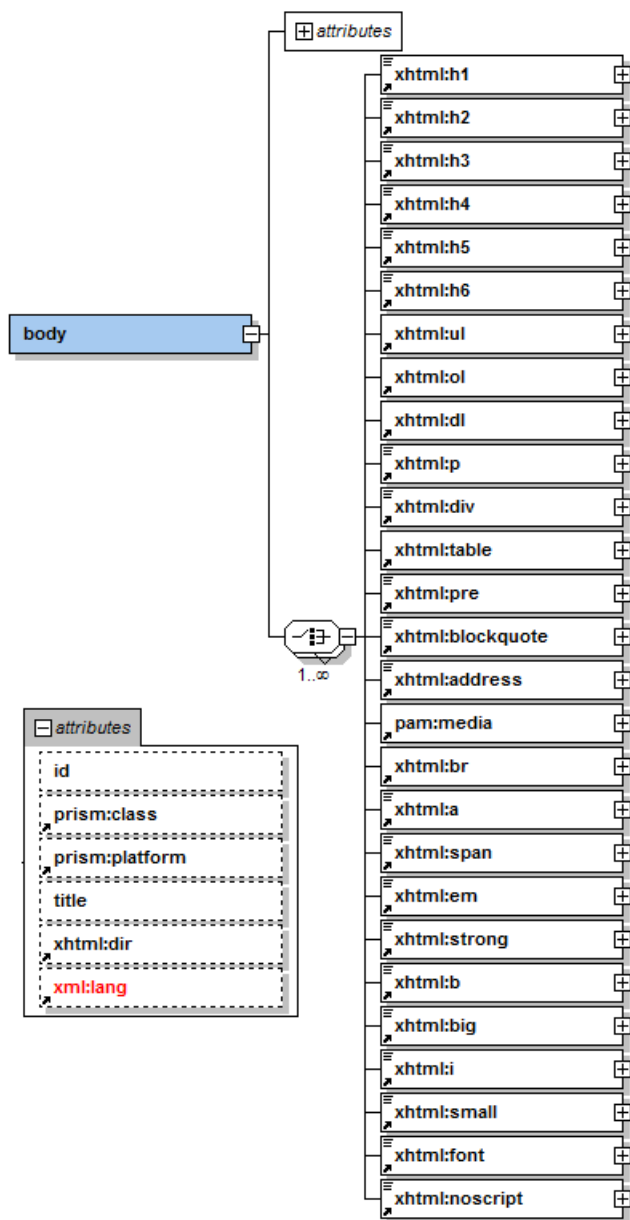 attributes
xhtml:h1
xhtml:h2
xhtml:h3
xhtml:h4
xhtml:h5
xhtml:h6
body
xhtml:ul
xhtml:ol
xhtml:dl
xhtml:p
xhtml:div
xhtml:table
xhtml:pre
xhtml:blockquote
1..∞
xhtml:address
pam:media
xhtml:br
xhtml:a
xhtml:span
xhtml:em
xhtml:strong
xhtml:b
xhtml:big
xhtml:i
xhtml:small
xhtml:font
xhtml:noscript
attributes
id
prism:class
prism:platform
title
xhtml:dir
xml:lang